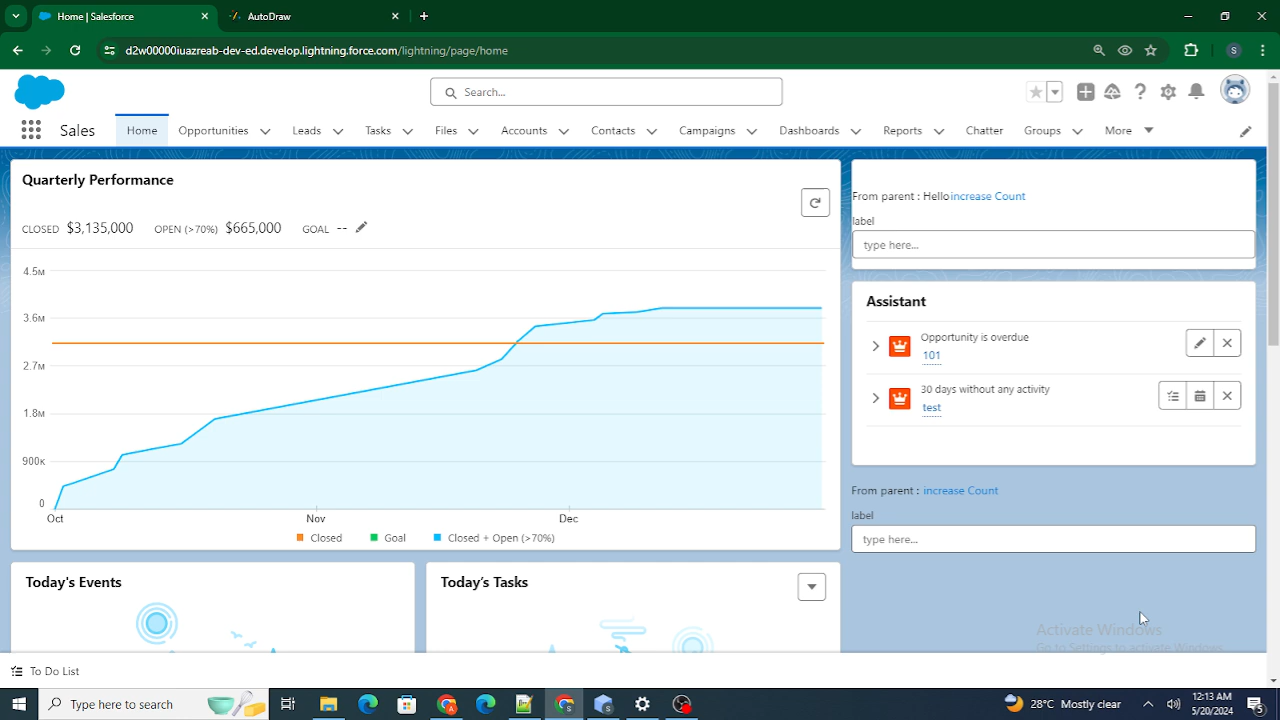 Home | Salesforce
AutoDraw
d2w00000iuazreab-dev-ed.develop.lightning.force.com/lightning/page/home
S
Search...
Sales
Home Opportunities Leads Tasks Files Accounts Contacts Campaigns Dashboards Reports Chatter Groups More
Quarterly Performance
CLOSED $3,135,000 OPEN (>70%) $665,000 GOAL --
4.5M
3.6M
2.7M
1.8M
900K
0
Oct Nov Dec
Closed Goal Closed + Open (>70%)
From parent : Helloincrease Count
label
type here...
Assistant
Opportunity is overdue
101
30 days without any activity
test
From parent : increase Count
label
type here...
Today's Events
Today's Tasks
Activate Windows
Go to Settings to activate Windows.
To Do List
Type here to search
28°C Mostly clear
12:13 AM
5/20/2024